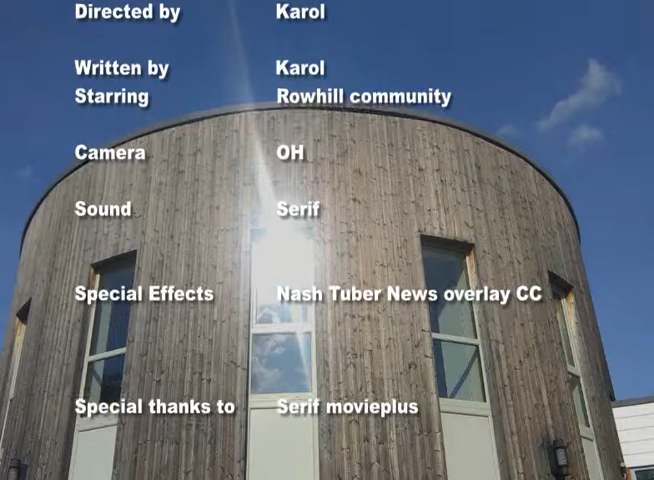 Directed by Karol
Written by Karol
Starring Rowhill community
Camera OH
Sound Serif
Special Effects Nash Tuber News overlay CC
Special thanks to Serif movieplus